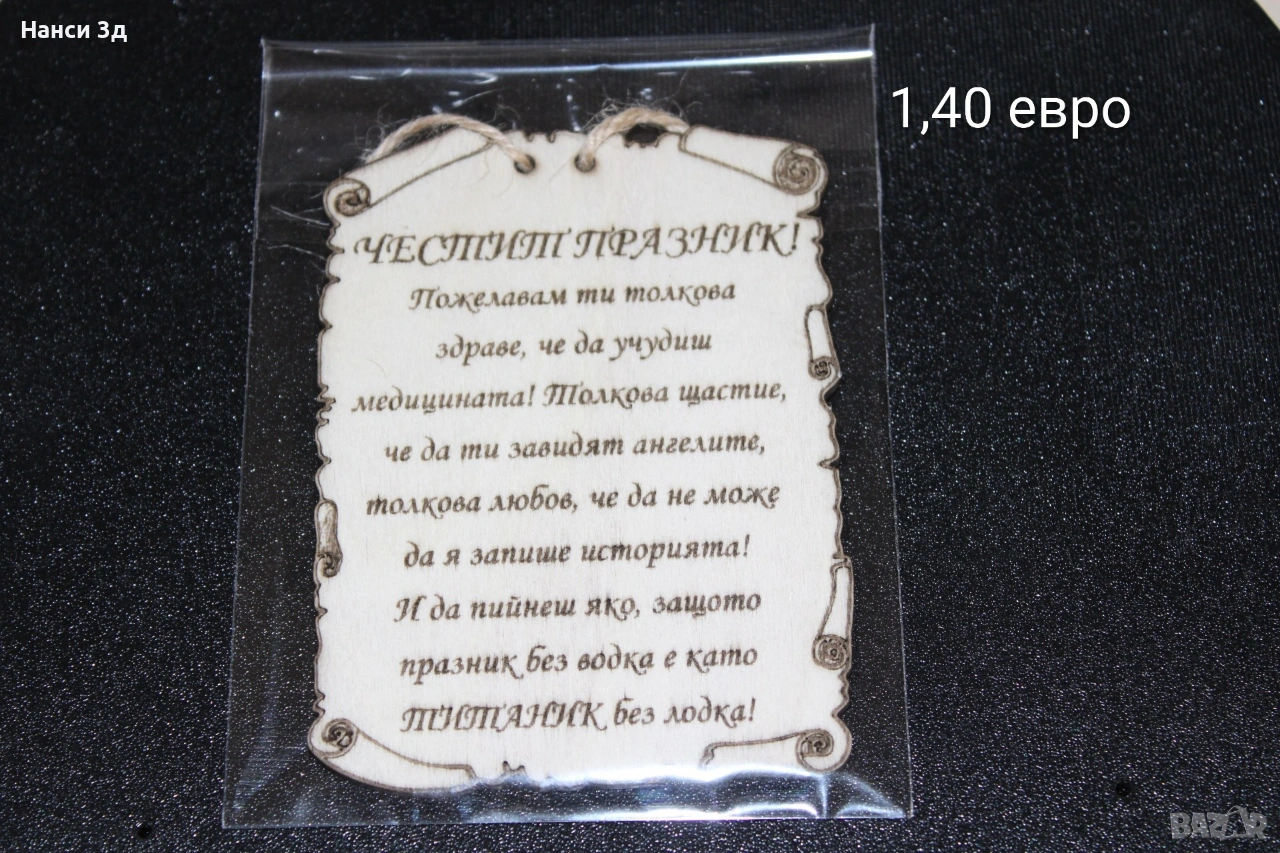 Нанси 3д
1,40 евро
ЧЕСТИТ ПРАЗНИК!
Пожелавам ти толкова
здраве, че да учудиш
медицината! Толкова щастие,
че да ти завидят ангелите,
толкова любов, че да не може
да я запише историята!
И да пийнеш яко, защото
празник без водка е като
ТИТАНИК без лодка!
BAZAR